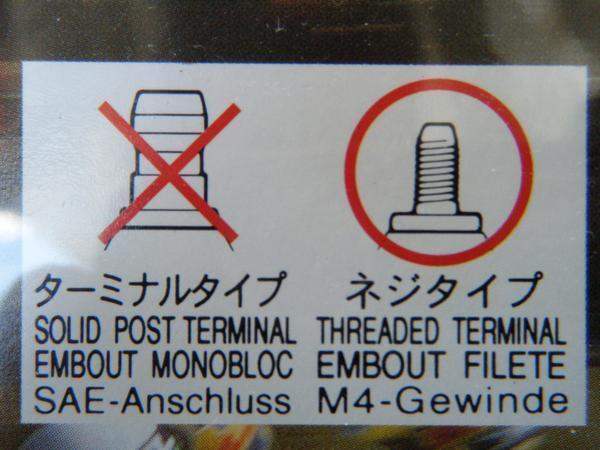 ターミナルタイプ
SOLID POST TERMINAL
EMBOUT MONOBLOC
SAE-Anschluss
ネジタイプ
THREADED TERMINAL
EMBOUT FILETE
M4-Gewinde